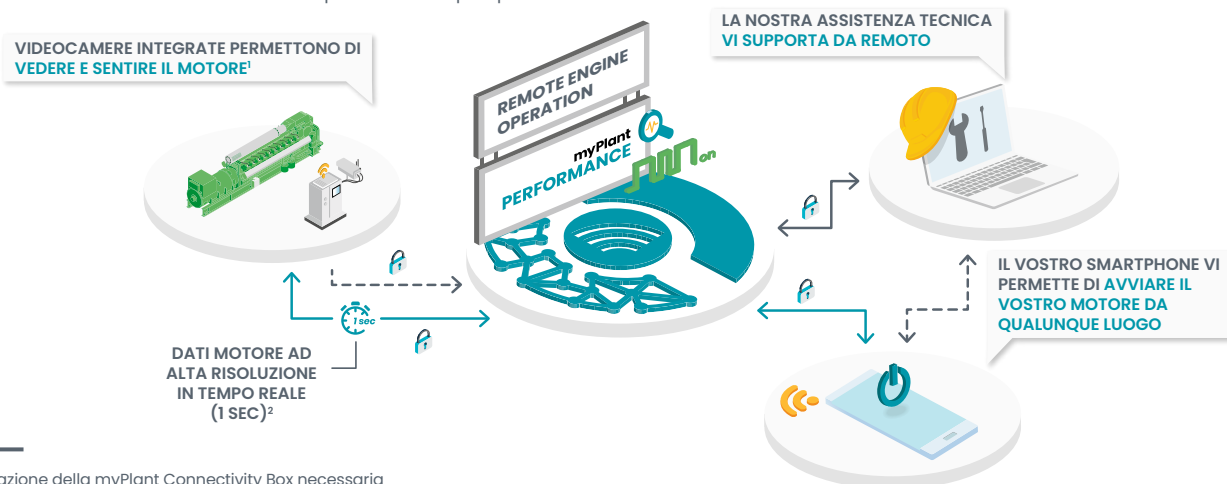 VIDEOCAMERE INTEGRATE PERMETTONO DI
VEDERE E SENTIRE IL MOTORE¹
LA NOSTRA ASSISTENZA TECNICA
VI SUPPORTA DA REMOTO
REMOTE ENGINE
OPERATION
myPlant
PERFORMANCE
on
1 sec
DATI MOTORE AD
ALTA RISOLUZIONE
IN TEMPO REALE
(1 SEC)²
IL VOSTRO SMARTPHONE VI
PERMETTE DI AVVIARE IL
VOSTRO MOTORE DA
QUALUNQUE LUOGO
della myPlant Connectivity Box necessaria